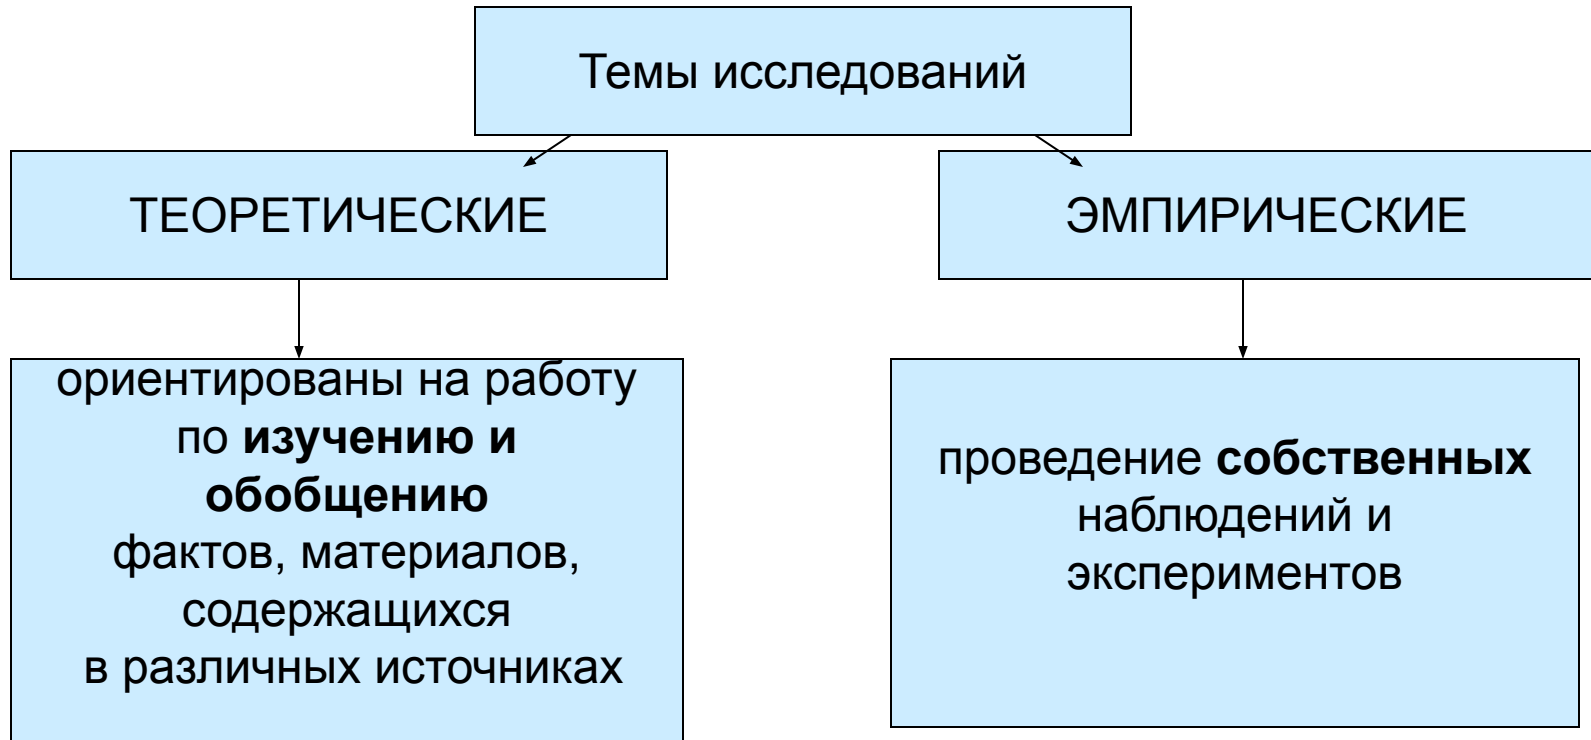 Темы исследований
ТЕОРЕТИЧЕСКИЕ
ЭМПИРИЧЕСКИЕ
ориентированы на работу
по изучению и
обобщению
фактов, материалов,
содержащихся
в различных источниках
проведение собственных
наблюдений и
экспериментов